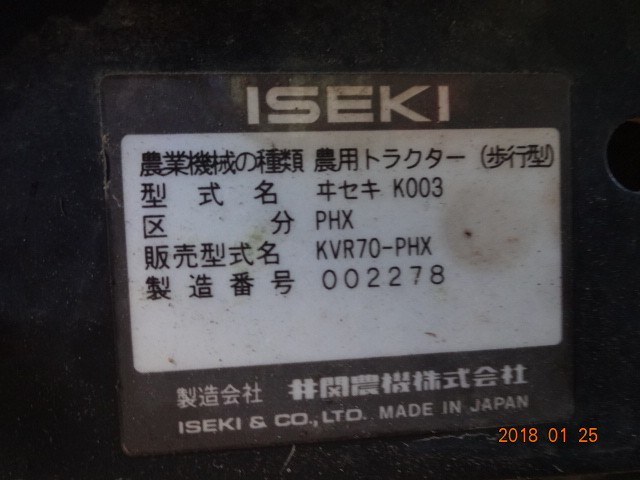 ISEKI
農業機械の種類 農用トラクター (歩行型)
型式名 ヰセキ K003
区分 PHX
販売型式名 KVR70-PHX
製造番号 002278
製造会社 井関農機株式会社
ISEKI & CO., LTD. MADE IN JAPAN
2018 01 25